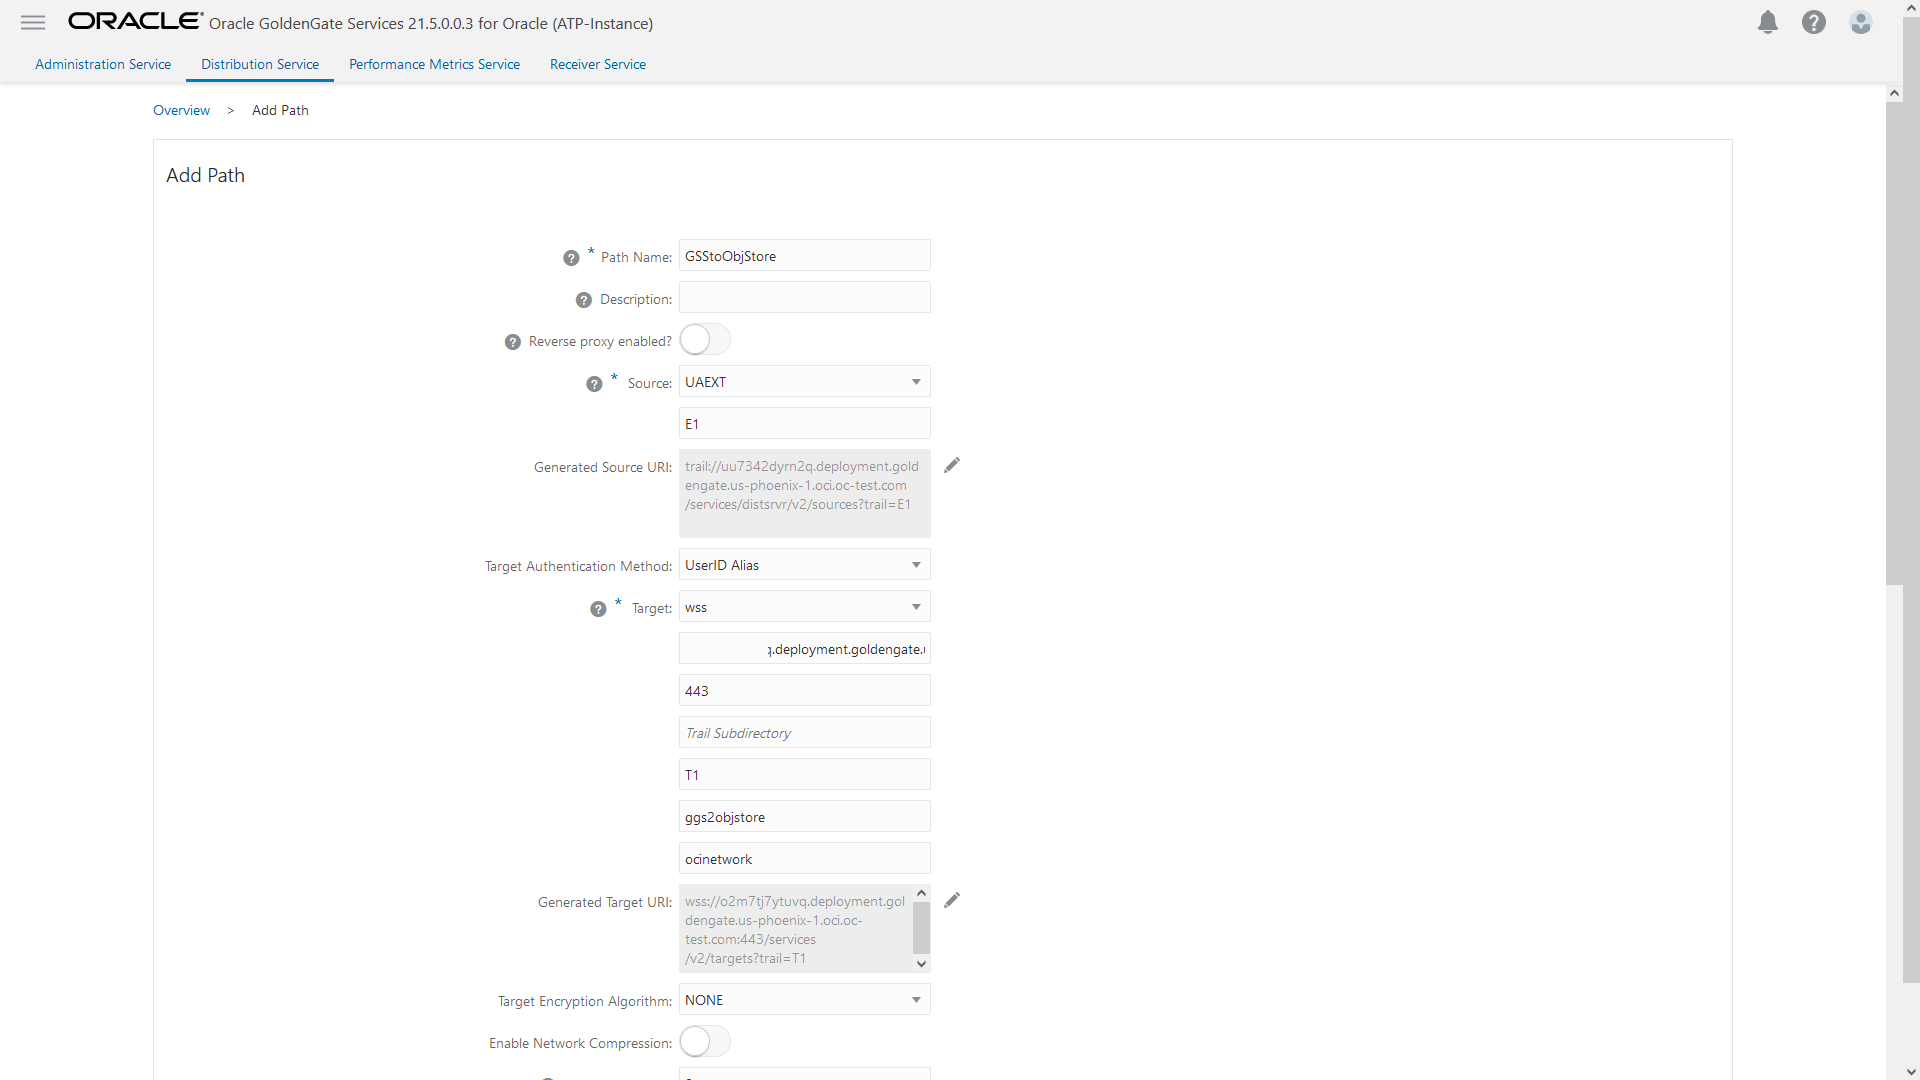 ORACLE Oracle GoldenGate Services 21.5.0.0.3 for Oracle (ATP-Instance)
Administration Service Distribution Service Performance Metrics Service Receiver Service
Overview > Add Path
Add Path
* Path Name: GSStoObjStore
Description:
Reverse proxy enabled?
* Source: UAEXT
E1
Generated Source URI: trail://uu7342dyrn2q.deployment.gold
engate.us-phoenix-1.oci.oc-test.com
/services/distsrvr/v2/sources?trail=E1
Target Authentication Method: UserID Alias
* Target: wss
q.deployment.goldengate.
443
Trail Subdirectory
T1
ggs2objstore
ocinetwork
Generated Target URI: wss://o2m7tj7ytuvq.deployment.gol
dengate.us-phoenix-1.oci.oc-
test.com:443/services
/v2/targets?trail=T1
Target Encryption Algorithm: NONE
Enable Network Compression: